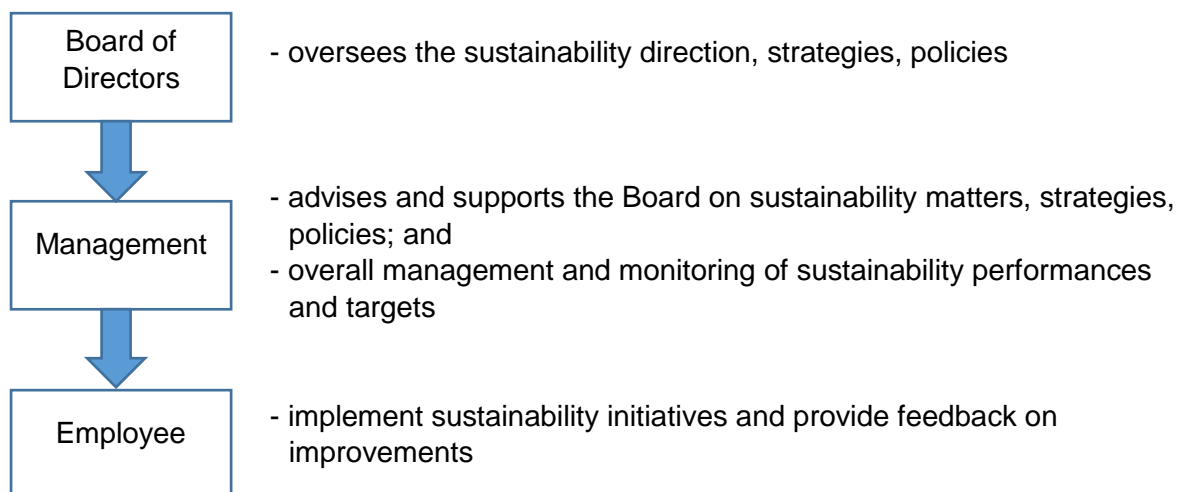 Board of
Directors
- oversees the sustainability direction, strategies, policies
Management
- advises and supports the Board on sustainability matters, strategies,
policies; and
- overall management and monitoring of sustainability performances
and targets
Employee
- implement sustainability initiatives and provide feedback on
improvements